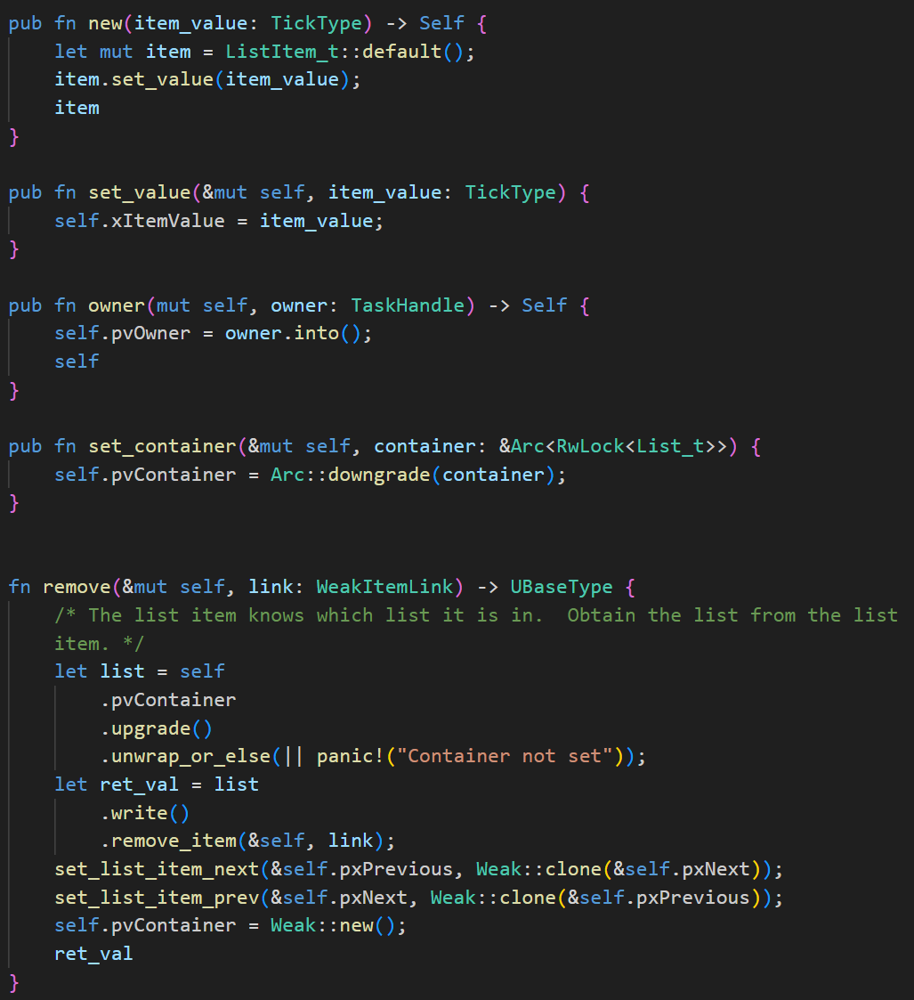 pub fn new(item_value: TickType) -> Self {
    let mut item = ListItem_t::default();
    item.set_value(item_value);
    item
}

pub fn set_value(&mut self, item_value: TickType) {
    self.xItemValue = item_value;
}

pub fn owner(mut self, owner: TaskHandle) -> Self {
    self.pvOwner = owner.into();
    self
}

pub fn set_container(&mut self, container: &Arc<RwLock<List_t>>) {
    self.pvContainer = Arc::downgrade(container);
}


fn remove(&mut self, link: WeakItemLink) -> UBaseType {
    /* The list item knows which list it is in.  Obtain the list from the list
    item. */
    let list = self
        .pvContainer
        .upgrade()
        .unwrap_or_else(|| panic!("Container not set"));
    let ret_val = list
        .write()
        .remove_item(&self, link);
    set_list_item_next(&self.pxPrevious, Weak::clone(&self.pxNext));
    set_list_item_prev(&self.pxNext, Weak::clone(&self.pxPrevious));
    self.pvContainer = Weak::new();
    ret_val
}